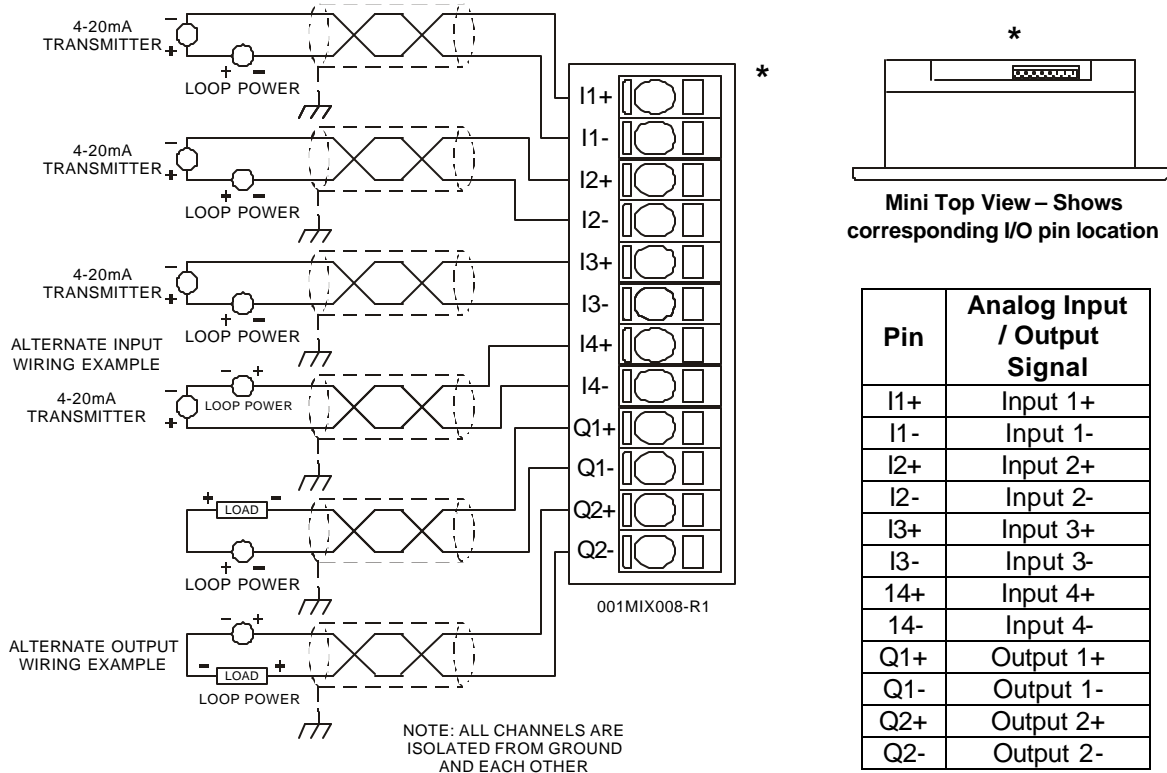 4-20mA
TRANSMITTER
-
+
+ -
LOOP POWER
4-20mA
TRANSMITTER
-
+
+ -
LOOP POWER
4-20mA
TRANSMITTER
-
+
+ -
LOOP POWER
ALTERNATE INPUT
WIRING EXAMPLE
- +
LOOP POWER
4-20mA
TRANSMITTER
-
+
+ LOAD -
+ -
LOOP POWER
- +
ALTERNATE OUTPUT
WIRING EXAMPLE
- LOAD +
LOOP POWER
NOTE: ALL CHANNELS ARE
ISOLATED FROM GROUND
AND EACH OTHER
*
I1+
I1-
I2+
I2-
I3+
I3-
I4+
I4-
Q1+
Q1-
Q2+
Q2-
001MIX008-R1
*
Mini Top View – Shows
corresponding I/O pin location
Pin Analog Input
/ Output
Signal
I1+ Input 1+
I1- Input 1-
I2+ Input 2+
I2- Input 2-
I3+ Input 3+
I3- Input 3-
14+ Input 4+
14- Input 4-
Q1+ Output 1+
Q1- Output 1-
Q2+ Output 2+
Q2- Output 2-